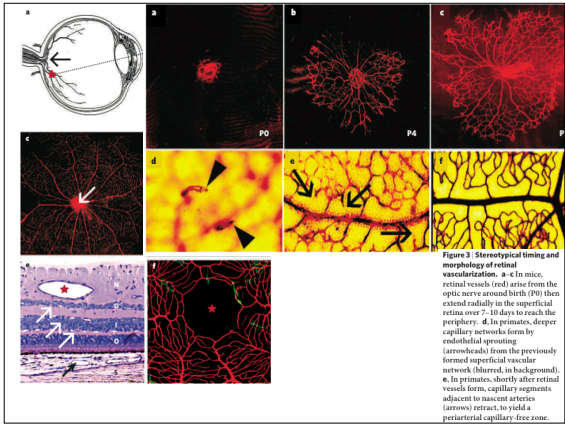 a
a
b
c
P0
P4
P
c
d
e
f
e
f
G
I
O
S
Figure 3 | Stereotypical timing and
morphology of retinal
vascularization. a–c In mice,
retinal vessels (red) arise from the
optic nerve around birth (P0) then
extend radially in the superficial
retina over 7–10 days to reach the
periphery. d, In primates, deeper
capillary networks form by
endothelial sprouting
(arrowheads) from the previously
formed superficial vascular
network (blurred, in background).
e, In primates, shortly after retinal
vessels form, capillary segments
adjacent to nascent arteries
(arrows) retract, to yield a
periarterial capillary-free zone.